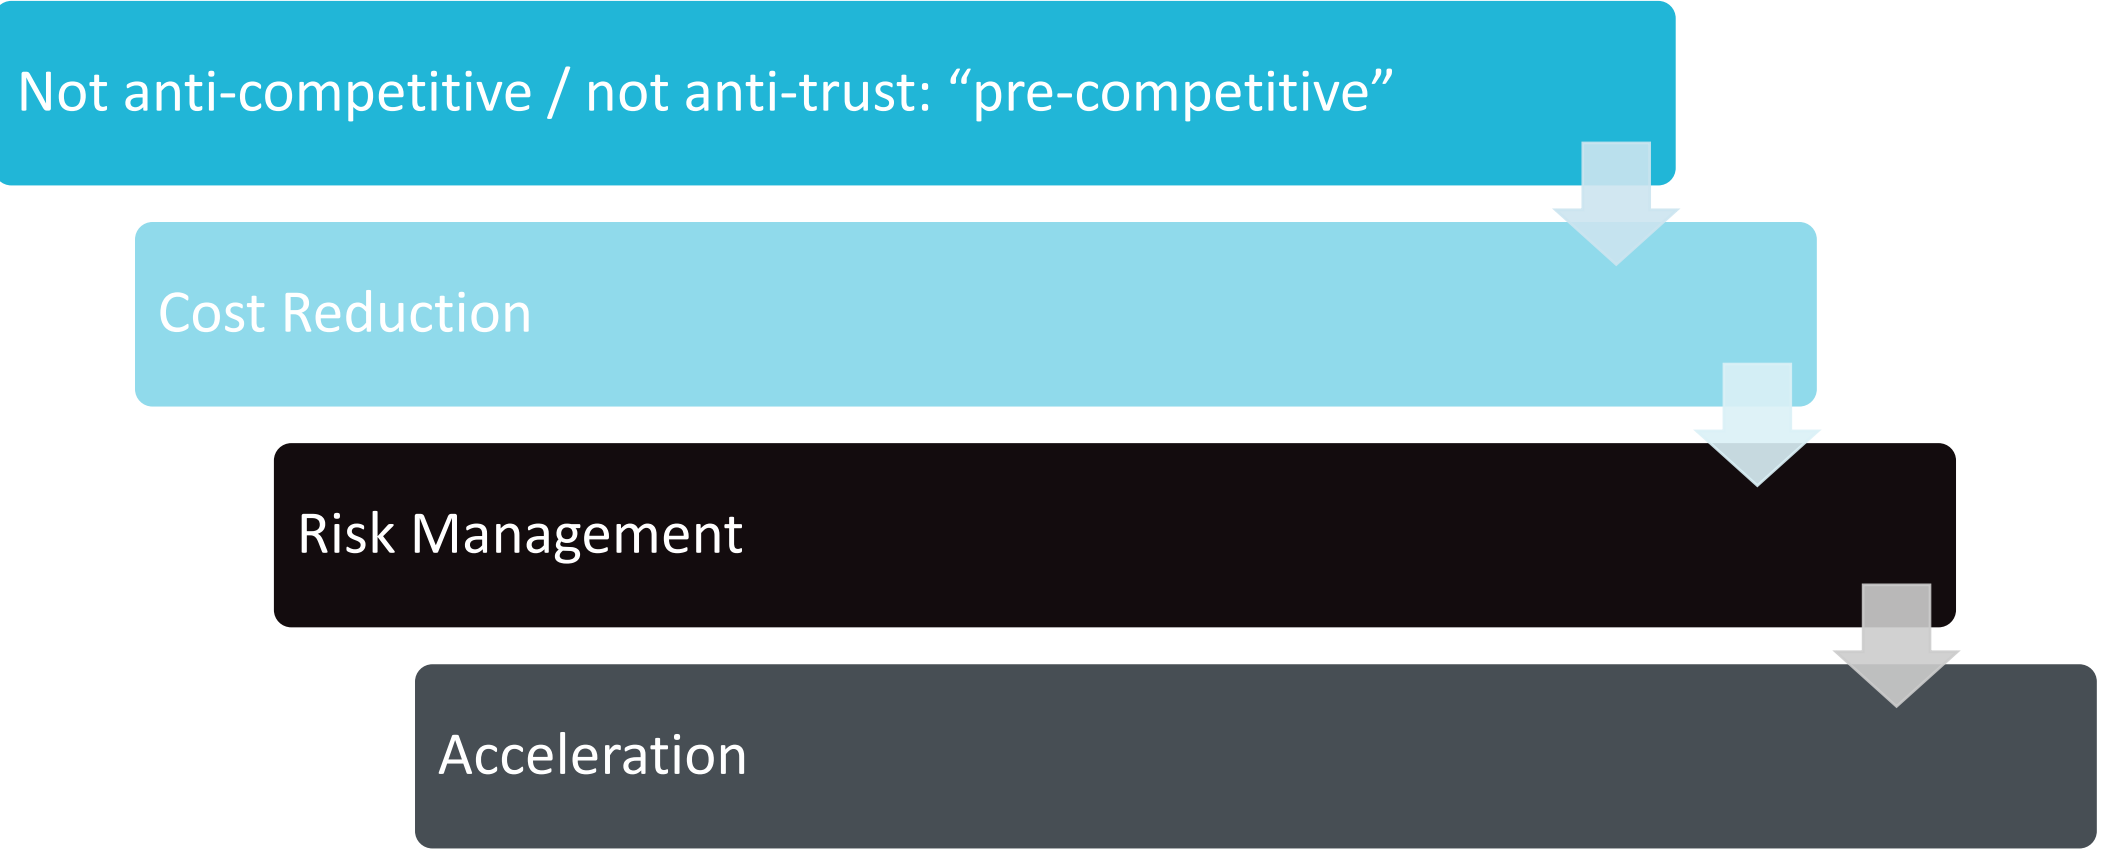 Not anti-competitive / not anti-trust: “pre-competitive”
Cost Reduction
Risk Management
Acceleration